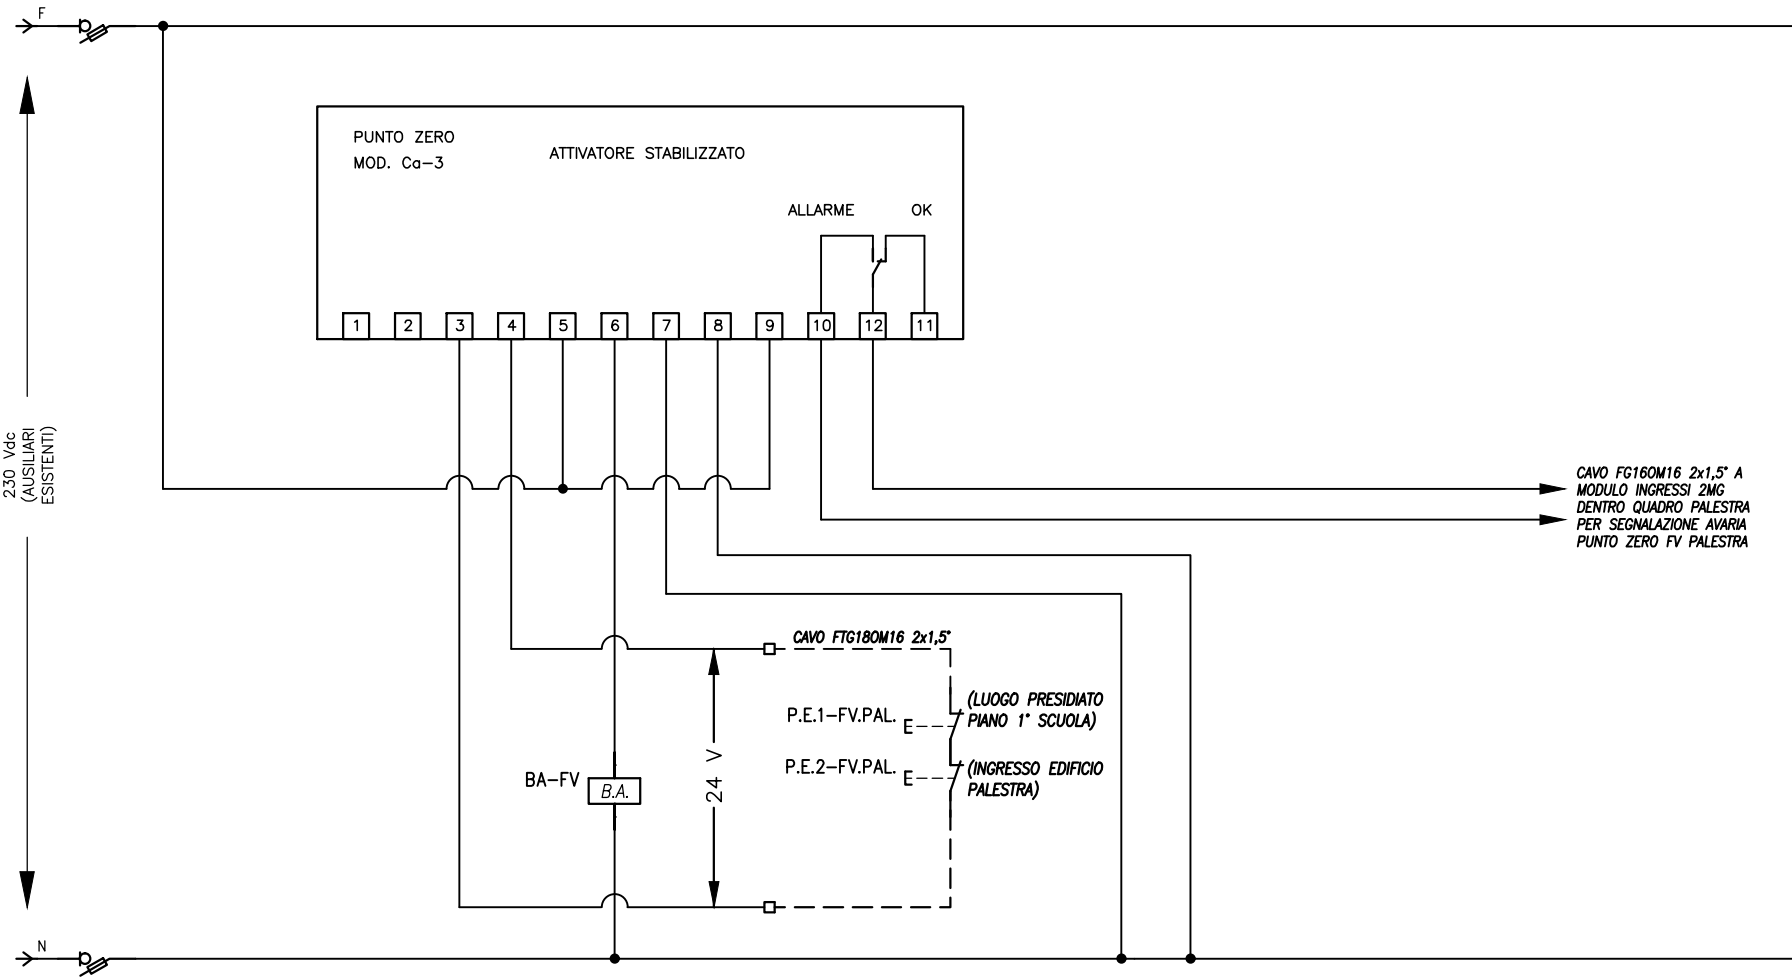 F
PUNTO ZERO
MOD. Ca-3
ATTIVATORE STABILIZZATO
ALLARME
OK
1 2 3 4 5 6 7 8 9 10 12 11
230 Vdc
(AUSILIARI
ESISTENTI)
CAVO FG16OM16 2x1,5° A
MODULO INGRESSI 2MG
DENTRO QUADRO PALESTRA
PER SEGNALAZIONE AVARIA
PUNTO ZERO FV PALESTRA
CAVO FTG18OM16 2x1,5°
P.E.1-FV.PAL.
E
(LUOGO PRESIDIATO
PIANO 1° SCUOLA)
P.E.2-FV.PAL.
E
(INGRESSO EDIFICIO
PALESTRA)
24 V
BA-FV
B.A.
N